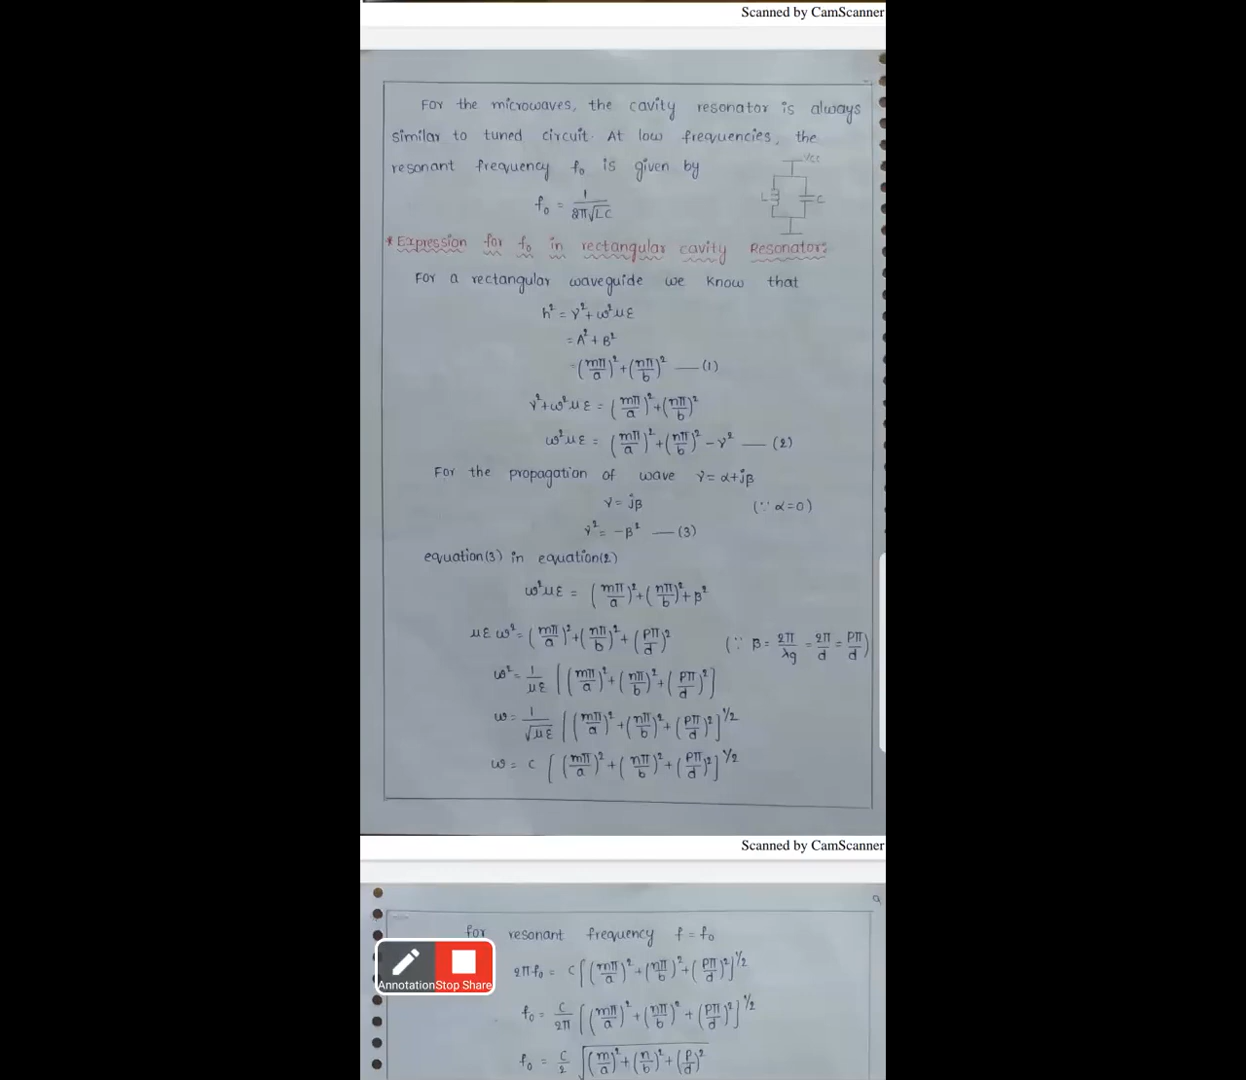 Scanned by CamScanner
For the microwaves, the cavity resonator is always
similar to tuned circuit. At low frequencies, the
resonant frequency f₀ is given by
VCC
L C
f₀ = 1/2π√LC
* Expression for f₀ in rectangular cavity Resonator:
For a rectangular waveguide we know that
h² = γ² + ω²με
= A² + B²
= (mπ/a)² + (nπ/b)² — (1)
γ² + ω²με = (mπ/a)² + (nπ/b)²
ω²με = (mπ/a)² + (nπ/b)² - γ² — (2)
For the propagation of wave γ = α + jβ
γ = jβ (∵ α = 0)
γ² = -β² — (3)
equation(3) in equation(2)
ω²με = (mπ/a)² + (nπ/b)² + β²
με ω² = (mπ/a)² + (nπ/b)² + (Pπ/d)² (∵ β = 2π/λg = 2π/d = Pπ/d)
ω² = 1/με [(mπ/a)² + (nπ/b)² + (Pπ/d)²]
ω = 1/√με [(mπ/a)² + (nπ/b)² + (Pπ/d)²]^1/2
ω = c [(mπ/a)² + (nπ/b)² + (Pπ/d)²]^1/2
Scanned by CamScanner
for resonant frequency f = f₀
2πf₀ = c [(mπ/a)² + (nπ/b)² + (Pπ/d)²]^1/2
Annotation Stop Share
f₀ = c/2π [(mπ/a)² + (nπ/b)² + (Pπ/d)²]^1/2
f₀ = c/2 √(m/a)² + (n/b)² + (P/d)²